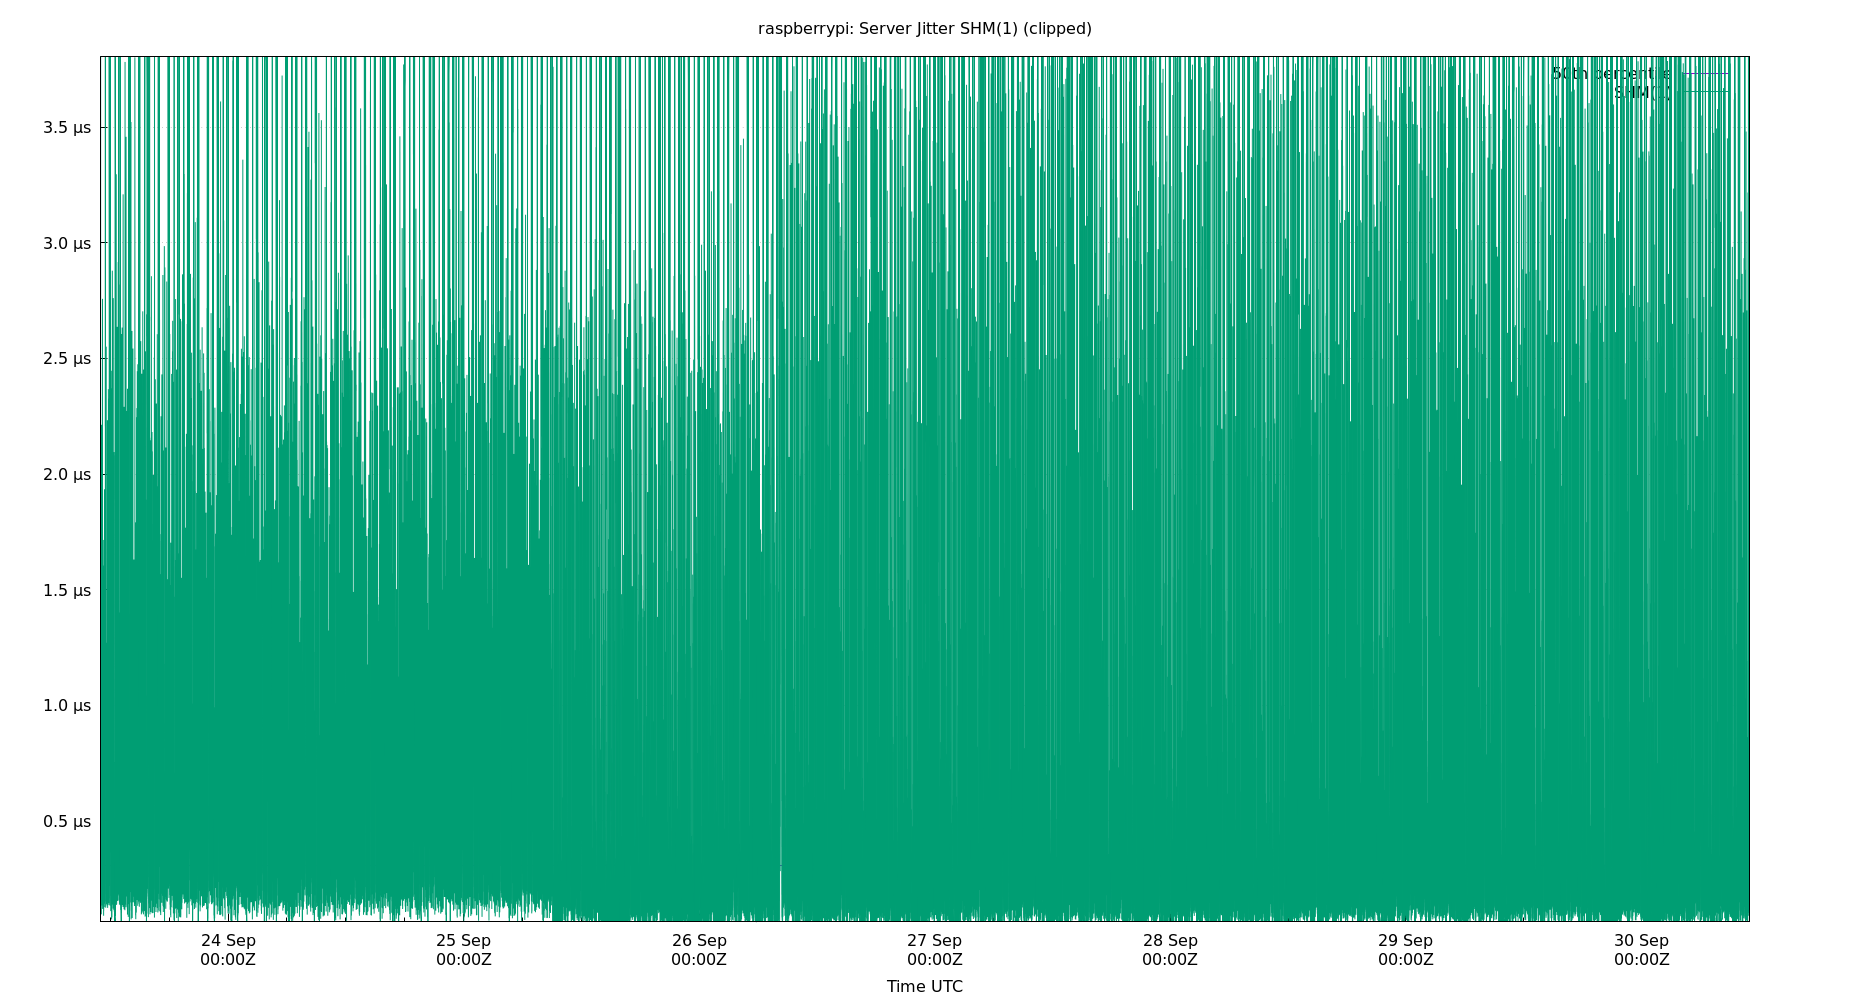 raspberrypi: Server Jitter SHM(1) (clipped)
50th percentile
SHM(1)
3.5 µs
3.0 µs
2.5 µs
2.0 µs
1.5 µs
1.0 µs
0.5 µs
24 Sep 25 Sep 26 Sep 27 Sep 28 Sep 29 Sep 30 Sep
00:00Z 00:00Z 00:00Z 00:00Z 00:00Z 00:00Z 00:00Z
Time UTC